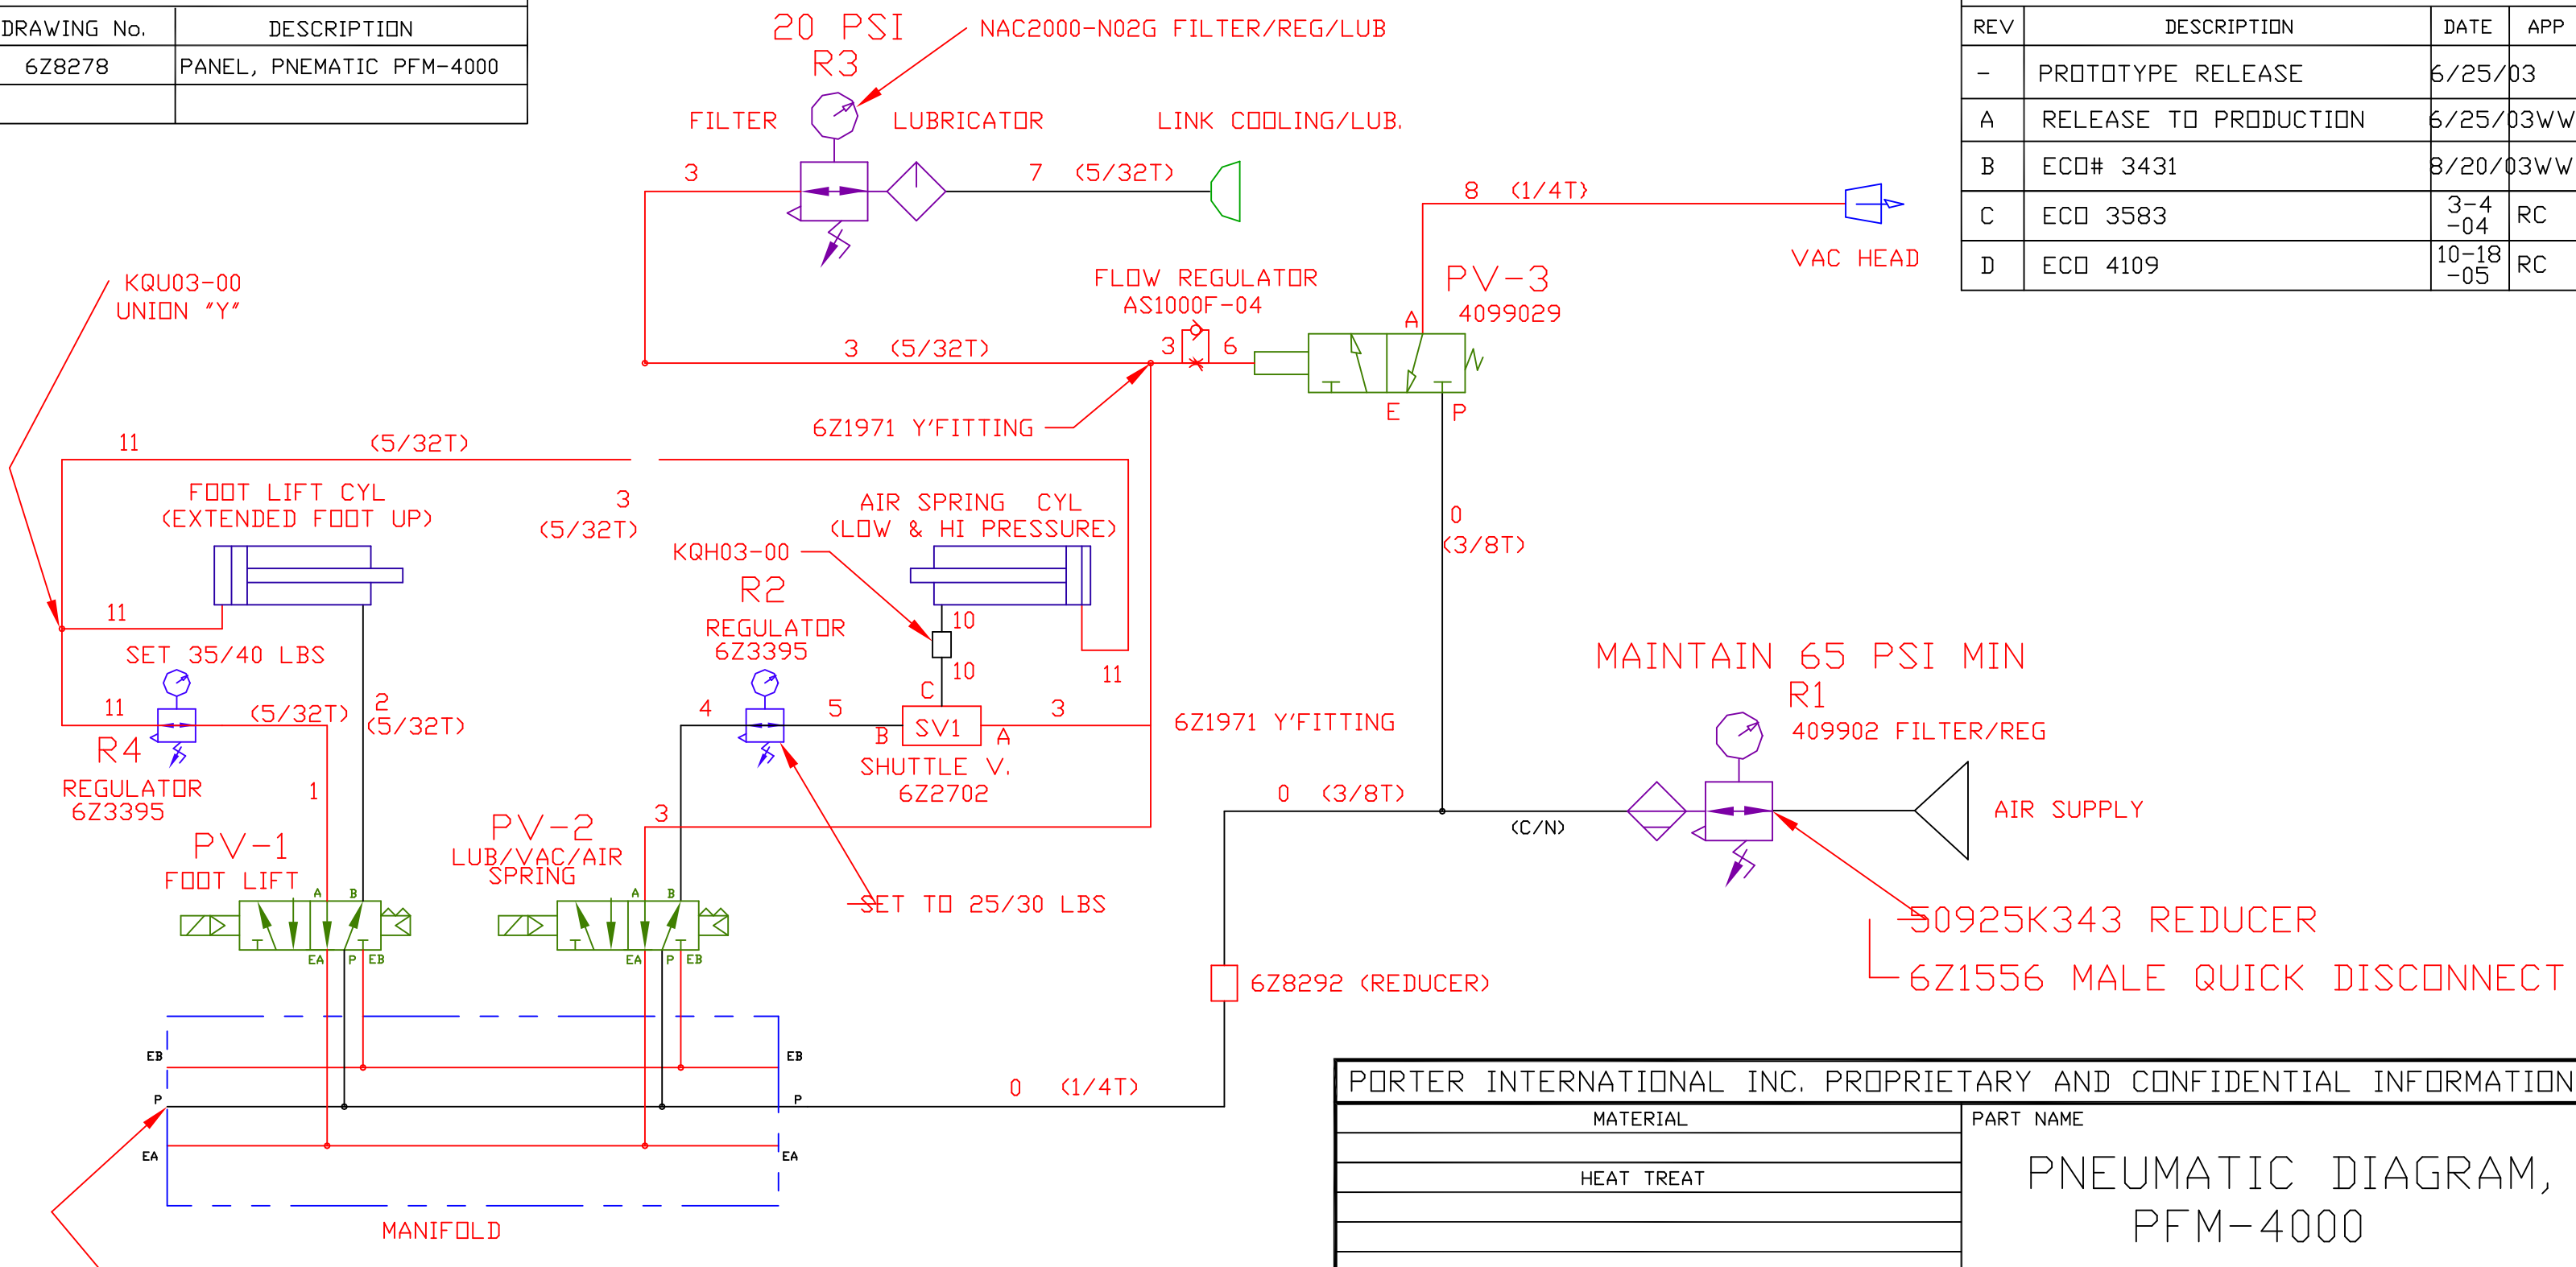 DRAWING No. DESCRIPTION
6Z8278 PANEL, PNEMATIC PFM-4000
20 PSI
R3
NAC2000-N02G FILTER/REG/LUB
FILTER LUBRICATOR LINK COOLING/LUB.
3 7 (5/32T)
REV DESCRIPTION DATE APP
- PROTOTYPE RELEASE 6/25/03
A RELEASE TO PRODUCTION 6/25/03WW
B ECO# 3431 8/20/03WW
C ECO 3583 3-4
-04 RC
D ECO 4109 10-18
-05 RC
8 (1/4T)
VAC HEAD
KQU03-00
UNION "Y"
FLOW REGULATOR
AS1000F-04
PV-3
4099029
A
3 (5/32T) 3 6
E P
6Z1971 Y'FITTING
11 (5/32T)
FOOT LIFT CYL
(EXTENDED FOOT UP)
3
(5/32T)
AIR SPRING CYL
(LOW & HI PRESSURE)
0
(3/8T)
KQH03-00
R2
REGULATOR
6Z3395
10
10
11
11
SET 35/40 LBS
MAINTAIN 65 PSI MIN
R1
409902 FILTER/REG
11 (5/32T)
2
(5/32T)
4 5 C
B SV1 A
3
6Z1971 Y'FITTING
R4
REGULATOR
6Z3395
SHUTTLE V.
6Z2702
1
0 (3/8T)
(C/N)
AIR SUPPLY
PV-1
FOOT LIFT
PV-2
LUB/VAC/AIR
SPRING
3
A B
A B
SET TO 25/30 LBS
50925K343 REDUCER
6Z1556 MALE QUICK DISCONNECT
EA P EB
EA P EB
6Z8292 (REDUCER)
EB EB
P P
0 (1/4T)
EA EA
MANIFOLD
PORTER INTERNATIONAL INC. PROPRIETARY AND CONFIDENTIAL INFORMATION
MATERIAL
PART NAME
HEAT TREAT
PNEUMATIC DIAGRAM,
PFM-4000